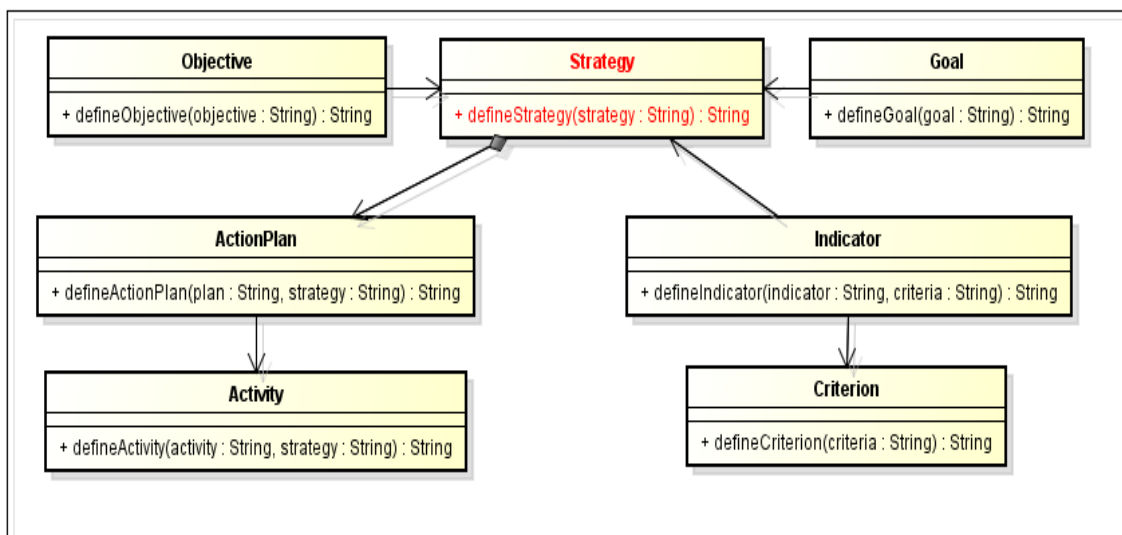 Objective
+ defineObjective(objective : String) : String
Strategy
+ defineStrategy(strategy : String) : String
Goal
+ defineGoal(goal : String) : String
ActionPlan
+ defineActionPlan(plan : String, strategy : String) : String
Indicator
+ defineIndicator(indicator : String, criteria : String) : String
Activity
+ defineActivity(activity : String, strategy : String) : String
Criterion
+ defineCriterion(criteria : String) : String